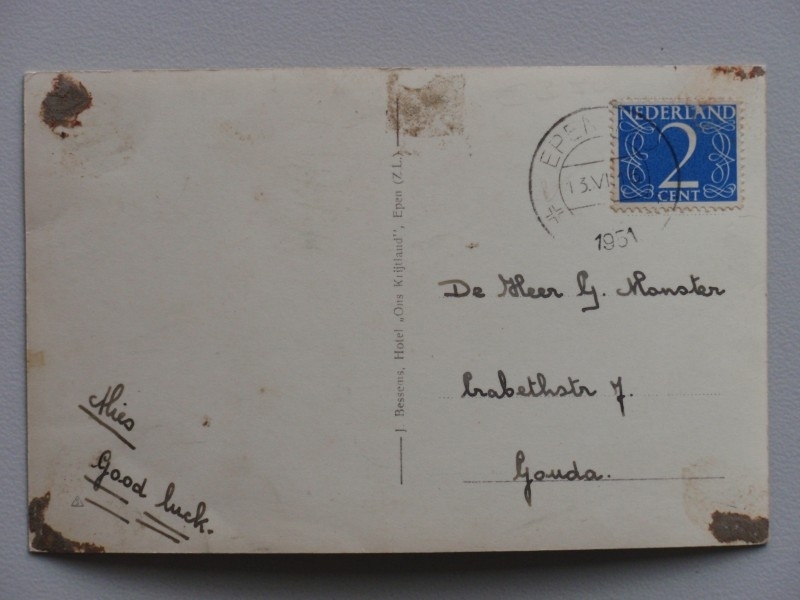 Mies
Good luck.
J Bessems, Hotel „Ons Krijtland", Epen (Z.L.)
NEDERLAND
2
CENT
EPEN
13.VI
1951
De Heer G. Monster
Crabethstr 7.
Gouda.